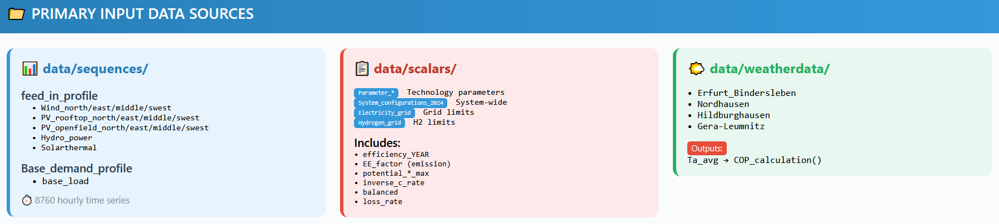 PRIMARY INPUT DATA SOURCES
data/sequences/
feed_in_profile
• Wind_north/east/middle/swest
• PV_rooftop_north/east/middle/swest
• PV_openfield_north/east/middle/swest
• Hydro_power
• Solarthermal
Base_demand_profile
• base_load
8760 hourly time series
data/scalars/
Parameter_* Technology parameters
System_configurations_2024 System-wide
Electricity_grid Grid limits
Hydrogen_grid H2 limits
Includes:
• efficiency_YEAR
• EE_factor (emission)
• potential_*_max
• inverse_c_rate
• balanced
• loss_rate
data/weatherdata/
• Erfurt_Bindersleben
• Nordhausen
• Hildburghausen
• Gera-Leumnitz
Outputs:
Ta_avg → COP_calculation()